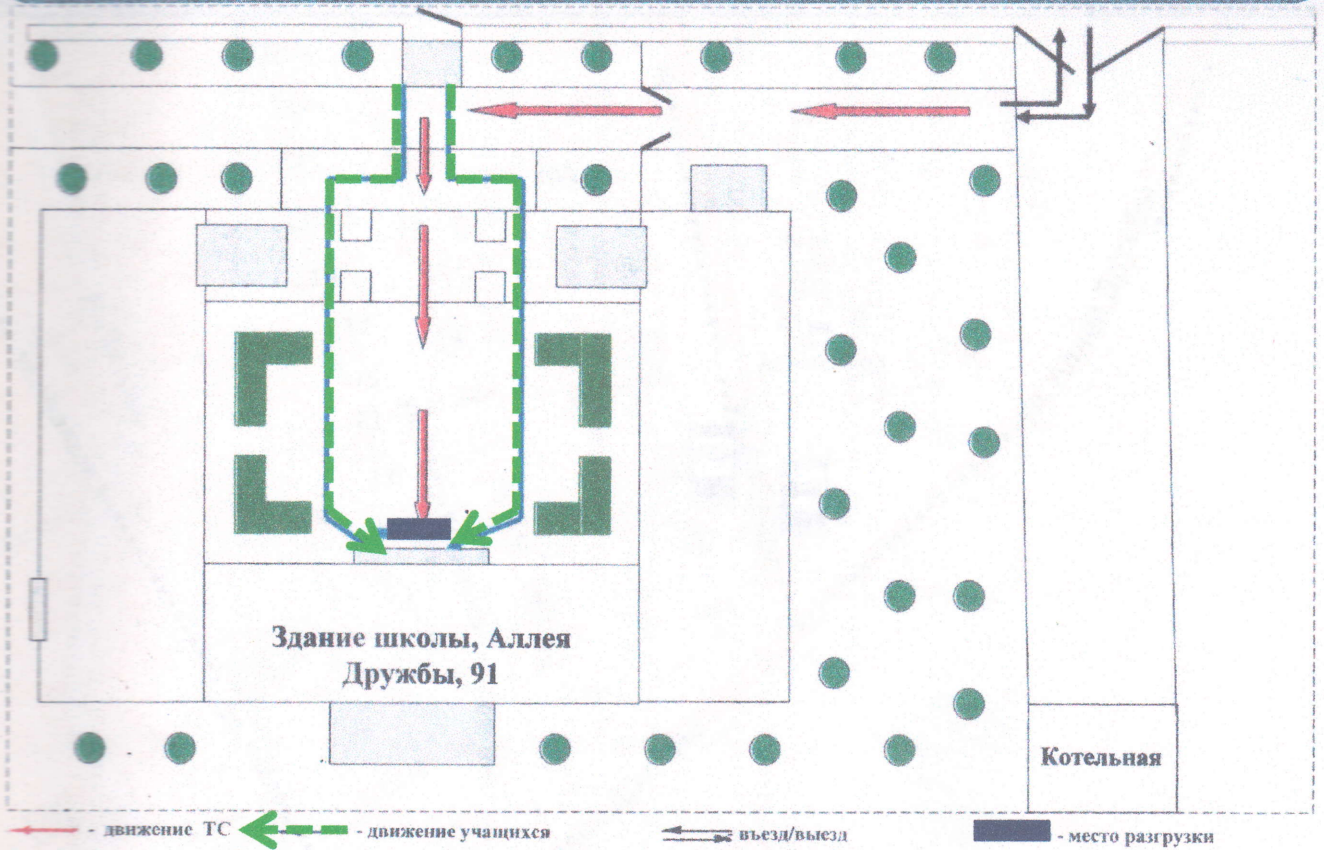 Здание школы, Аллея
Дружбы, 91
Котельная
- движение ТС
- движение учащихся
въезд/выезд
- место разгрузки